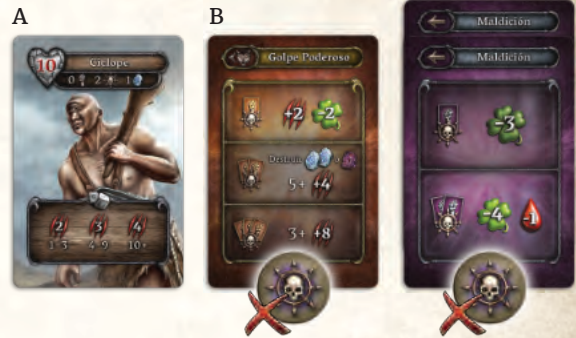 A
B
Cíclope
10
0 2 1
2 3 4
1-3 4-9 10+
Golpe Poderoso
+2 -2
5+ +4
3+ +8
Maldición
Maldición
-3
-4 -1